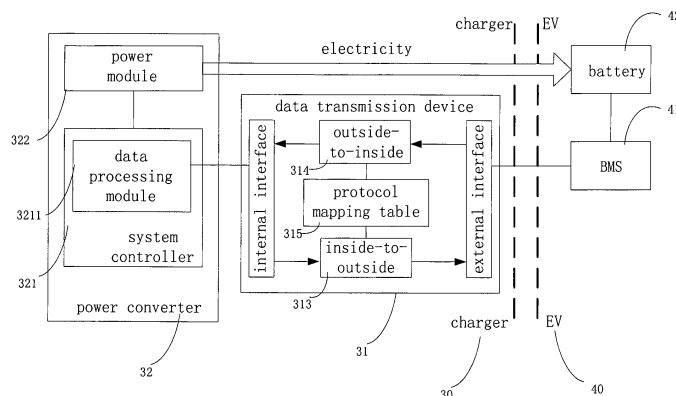 charger
EV
42
electricity
power
module
battery
322
data transmission device
41
internal interface
outside-
to-inside
314
external interface
BMS
data
processing
module
protocol
mapping table
315
3211
system
controller
inside-to-
outside
313
321
power converter
31
charger
EV
32
30
40